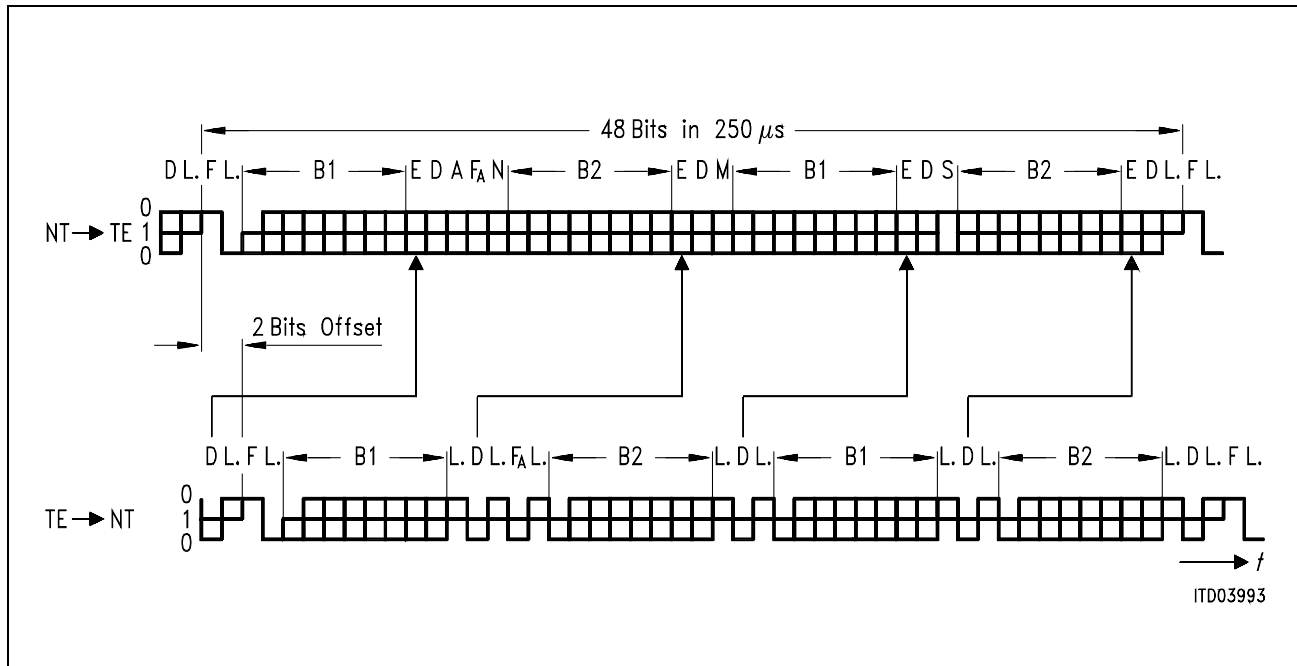 48 Bits in 250 μs
D L. F L. B1 E D A FA N B2 E D M B1 E D S B2 E D L. F L.
0
NT → TE 1
0
2 Bits Offset
D L. F L. B1 L. D L. FA L. B2 L. D L. B1 L. D L. B2 L. D L. F L.
0
TE → NT 1
0
t
ITD03993